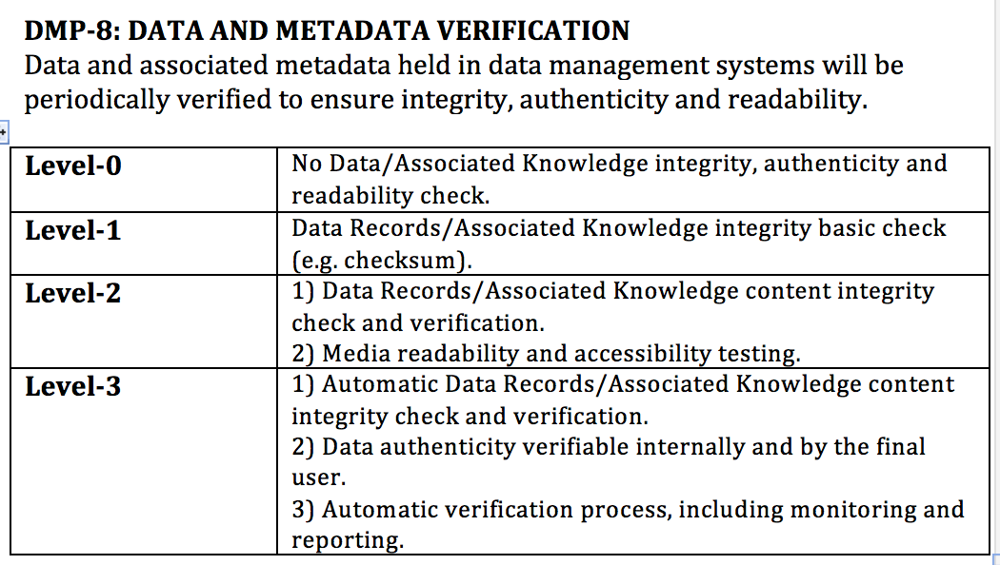 DMP-8: DATA AND METADATA VERIFICATION
Data and associated metadata held in data management systems will be
periodically verified to ensure integrity, authenticity and readability.
Level-0
No Data/Associated Knowledge integrity, authenticity and
readability check.
Level-1
Data Records/Associated Knowledge integrity basic check
(e.g. checksum).
Level-2
1) Data Records/Associated Knowledge content integrity
check and verification.
2) Media readability and accessibility testing.
Level-3
1) Automatic Data Records/Associated Knowledge content
integrity check and verification.
2) Data authenticity verifiable internally and by the final
user.
3) Automatic verification process, including monitoring and
reporting.